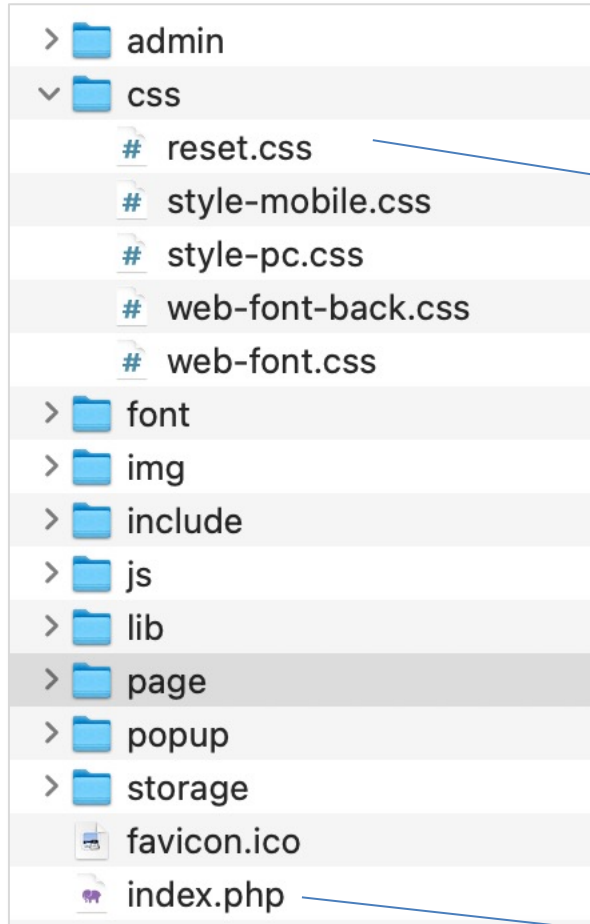 admin
css
reset.css
style-mobile.css
style-pc.css
web-font-back.css
web-font.css
font
img
include
js
lib
page
popup
storage
favicon.ico
index.php